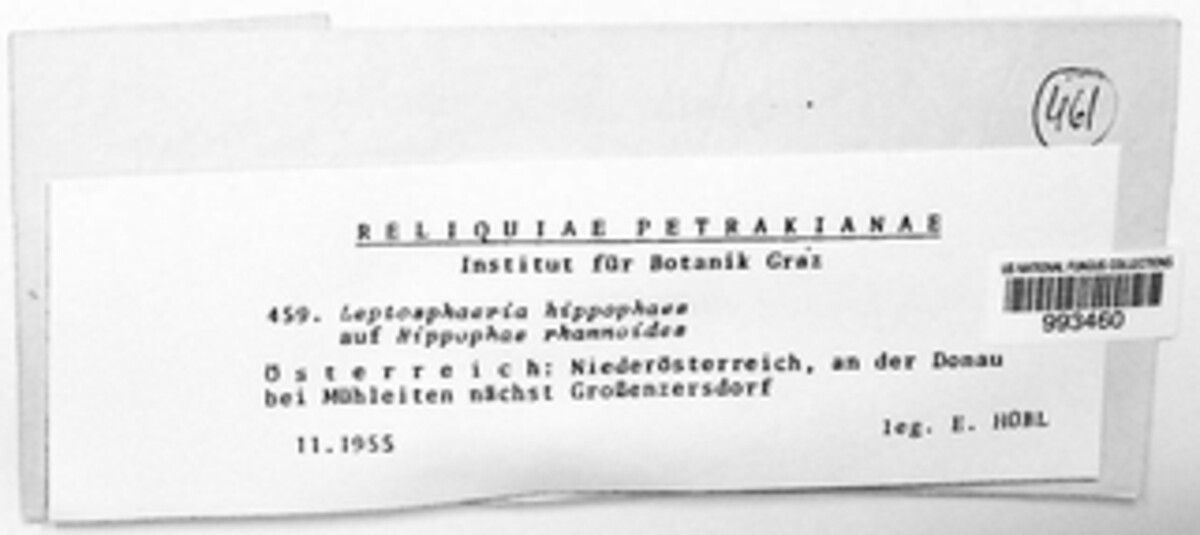 461
RELIQUIAE PETRAKIANAE
Institut für Botanik Graz
US NATIONAL FUNGUS COLLECTIONS
993460
459. Leptosphaeria hippophaes
auf Hippophae rhamnoides
Österreich: Niederösterreich, an der Donau
bei Mühleiten nächst Großenzersdorf
11.1955
leg. E. HÜBL